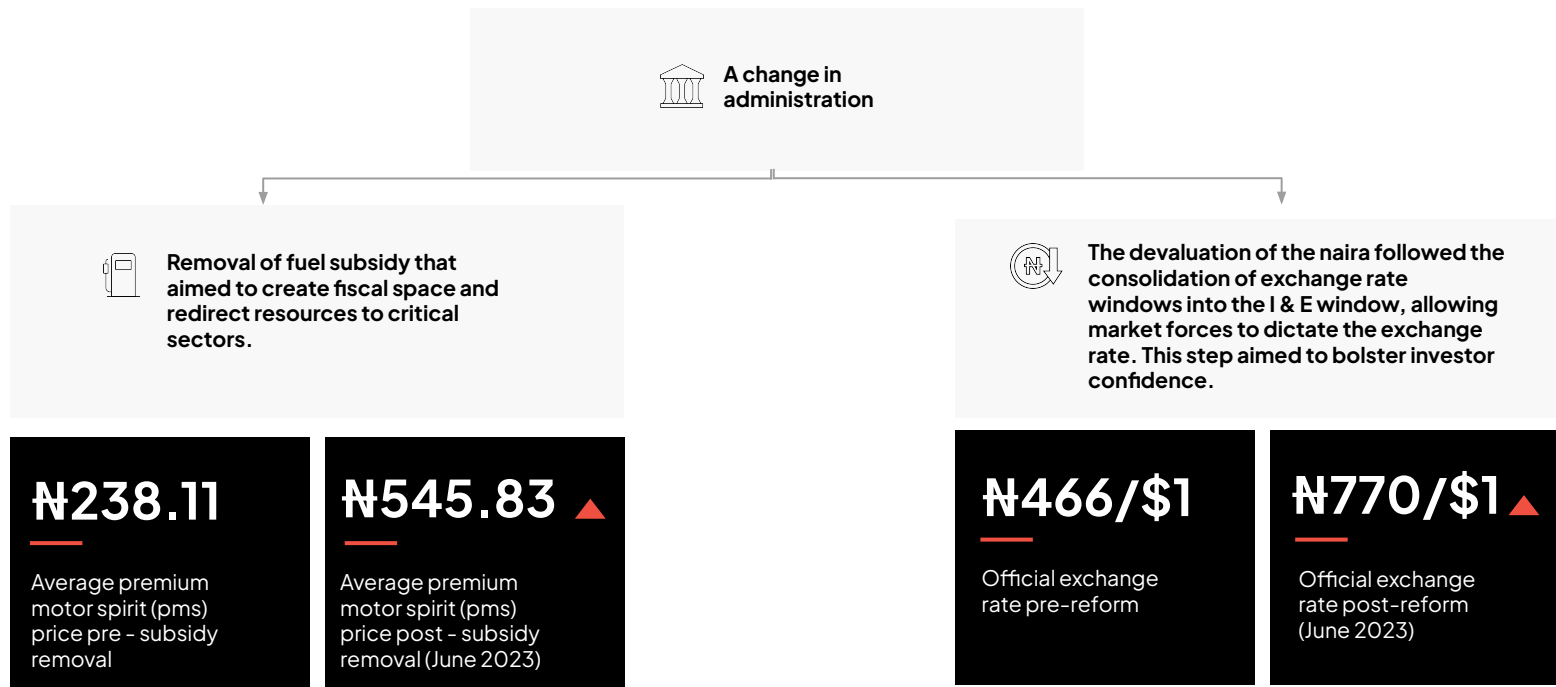 A change in
administration
Removal of fuel subsidy that
aimed to create fiscal space and
redirect resources to critical
sectors.
The devaluation of the naira followed the
consolidation of exchange rate
windows into the I & E window, allowing
market forces to dictate the exchange
rate. This step aimed to bolster investor
confidence.
₦
₦238.11
Average premium
motor spirit (pms)
price pre - subsidy
removal
₦545.83
Average premium
motor spirit (pms)
price post - subsidy
removal (June 2023)
₦466/$1
Official exchange
rate pre-reform
₦770/$1
Official exchange
rate post-reform
(June 2023)